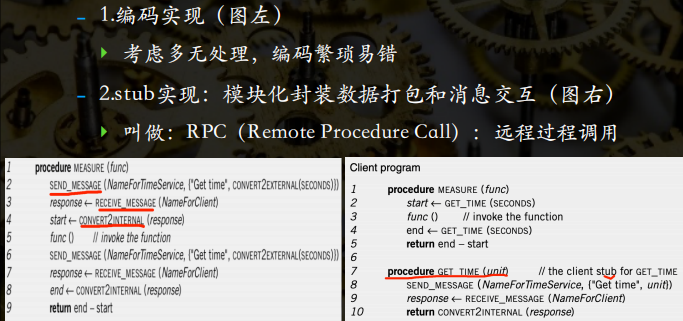 – 1.编码实现（图左）
考虑多无处理，编码繁琐易错
– 2.stub实现：模块化封装数据打包和消息交互（图右）
叫做：RPC（Remote Procedure Call）：远程过程调用
1 procedure MEASURE (func)
2 SEND_MESSAGE (NameForTimeService, {"Get time", CONVERT2EXTERNAL(SECONDS)})
3 response ← RECEIVE_MESSAGE (NameForClient)
4 start ← CONVERT2INTERNAL (response)
5 func () // invoke the function
6 SEND_MESSAGE (NameForTimeService, {"Get time", CONVERT2EXTERNAL(SECONDS)})
7 response ← RECEIVE_MESSAGE (NameForClient)
8 end ← CONVERT2INTERNAL (response)
9 return end – start
Client program
1 procedure MEASURE (func)
2 start ← GET_TIME (SECONDS)
3 func () // invoke the function
4 end ← GET_TIME (SECONDS)
5 return end – start
6
7 procedure GET_TIME (unit) // the client stub for GET_TIME
8 SEND_MESSAGE (NameForTimeService, {"Get time", unit})
9 response ← RECEIVE_MESSAGE (NameForClient)
10 return CONVERT2INTERNAL (response)